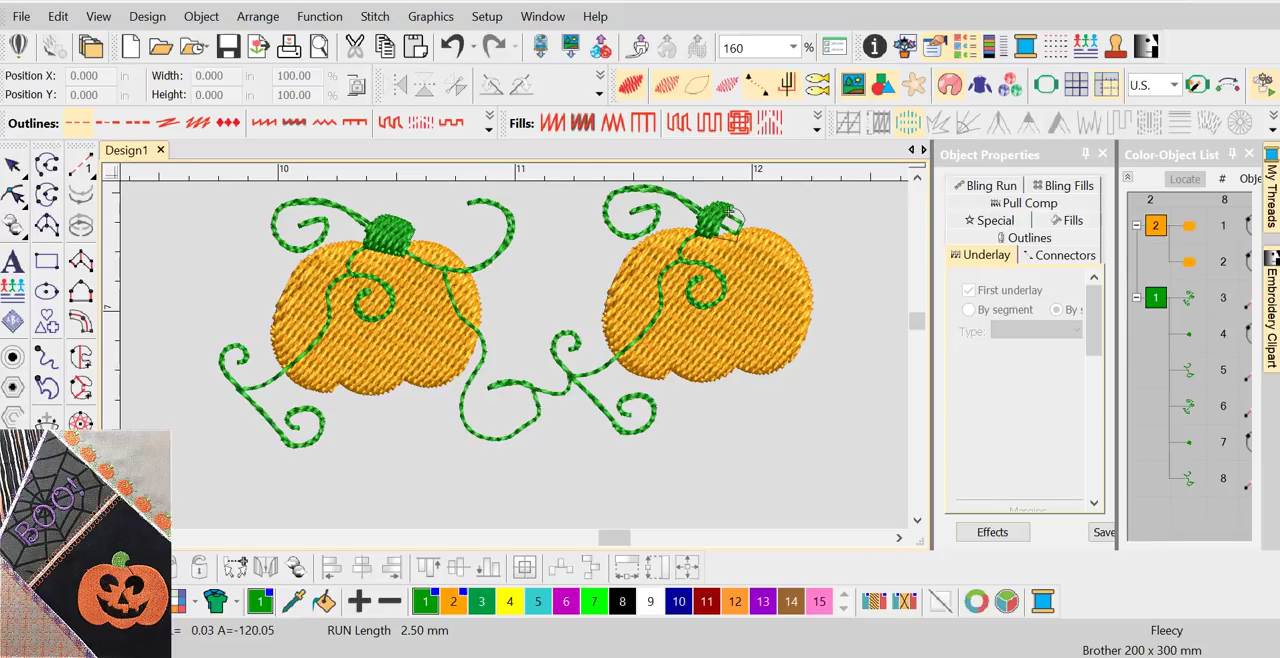 File Edit View Design Object Arrange Function Stitch Graphics Setup Window Help
160 %
Position X: 0.000 in Width: 0.000 in 100.00 %
Position Y: 0.000 in Height: 0.000 in 100.00 %
U.S.
Outlines: Fills:
Design1
10 11 12
7
Object Properties
Bling Run Bling Fills
Pull Comp
Special Fills
Outlines
Underlay Connectors
First underlay
By segment By s
Type:
Margins
Effects Save
Color-Object List
Locate # Obje
2 8
2 1
2
1 3
4
5
6
7
8
My Threads
Embroidery Clipart
BOO!
1 1 2 3 4 5 6 7 8 9 10 11 12 13 14 15
L= 0.03 A=-120.05 RUN Length 2.50 mm
Fleecy
Brother 200 x 300 mm